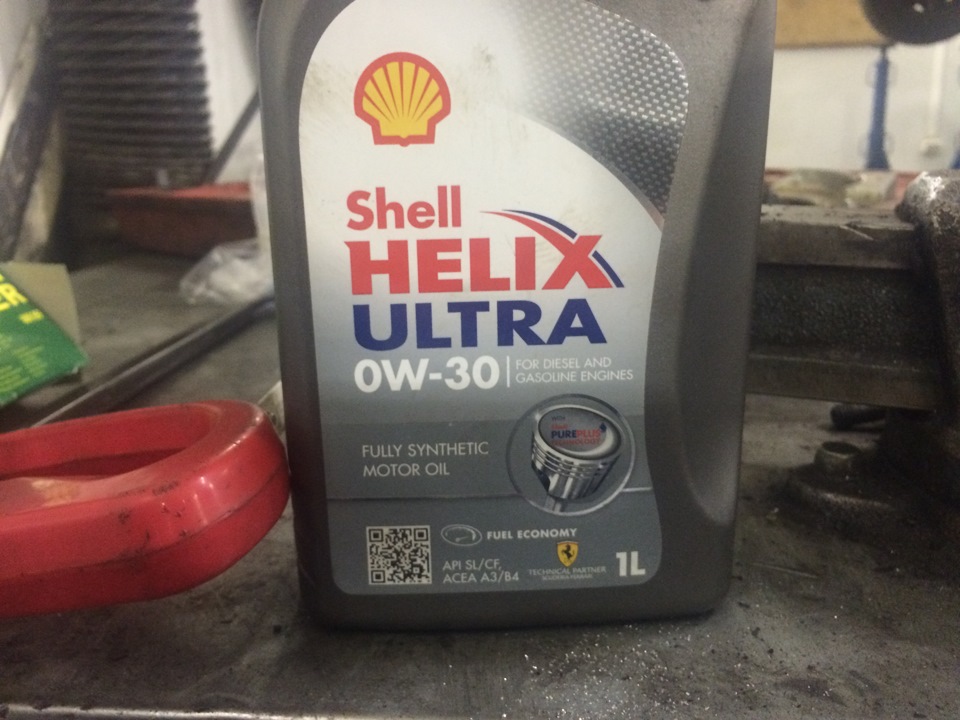 Shell
HELIX
ULTRA
0W-30
FOR DIESEL AND
GASOLINE ENGINES
PUREPLUS
FULLY SYNTHETIC
MOTOR OIL
FUEL ECONOMY
API SL/CF,
ACEA A3/B4
TECHNICAL PARTNER
1L